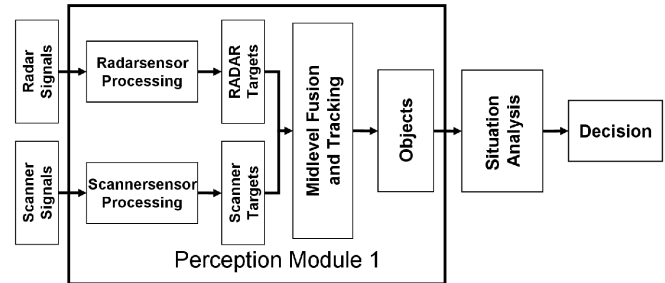 Radar
Signals
Radarsensor
Processing
RADAR
Targets
Scanner
Signals
Scannersensor
Processing
Scanner
Targets
Midlevel Fusion
and Tracking
Objects
Situation
Analysis
Decision
Perception Module 1